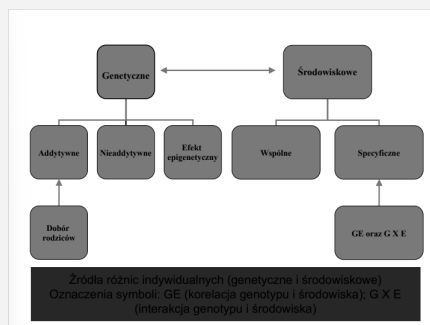 Genetyczne
Środowiskowe
Addytywne
Nieaddytywne
Efekt
epigenetyczny
Wspólne
Specyficzne
Dobór
rodziców
GE oraz G X E
Źródła różnic indywidualnych (genetyczne i środowiskowe)
Oznaczenia symboli: GE (korelacja genotypu i środowiska); G X E
(interakcja genotypu i środowiska)